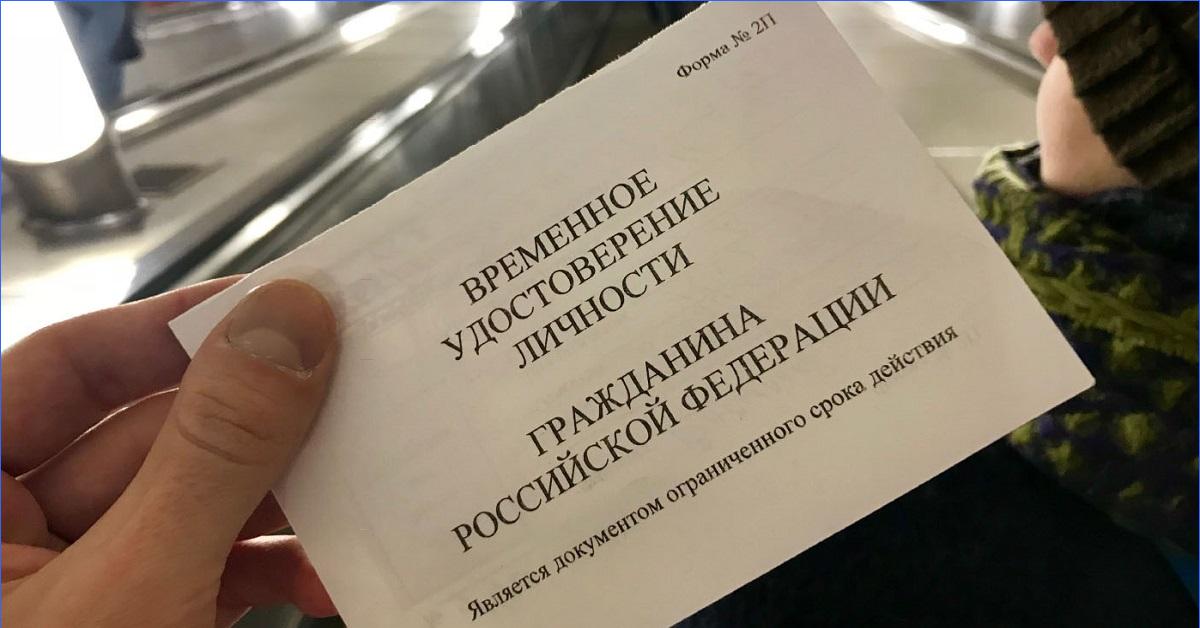 Форма № 2П
ВРЕМЕННОЕ
УДОСТОВЕРЕНИЕ
ЛИЧНОСТИ
ГРАЖДАНИНА
РОССИЙСКОЙ ФЕДЕРАЦИИ
Является документом ограниченного срока действия